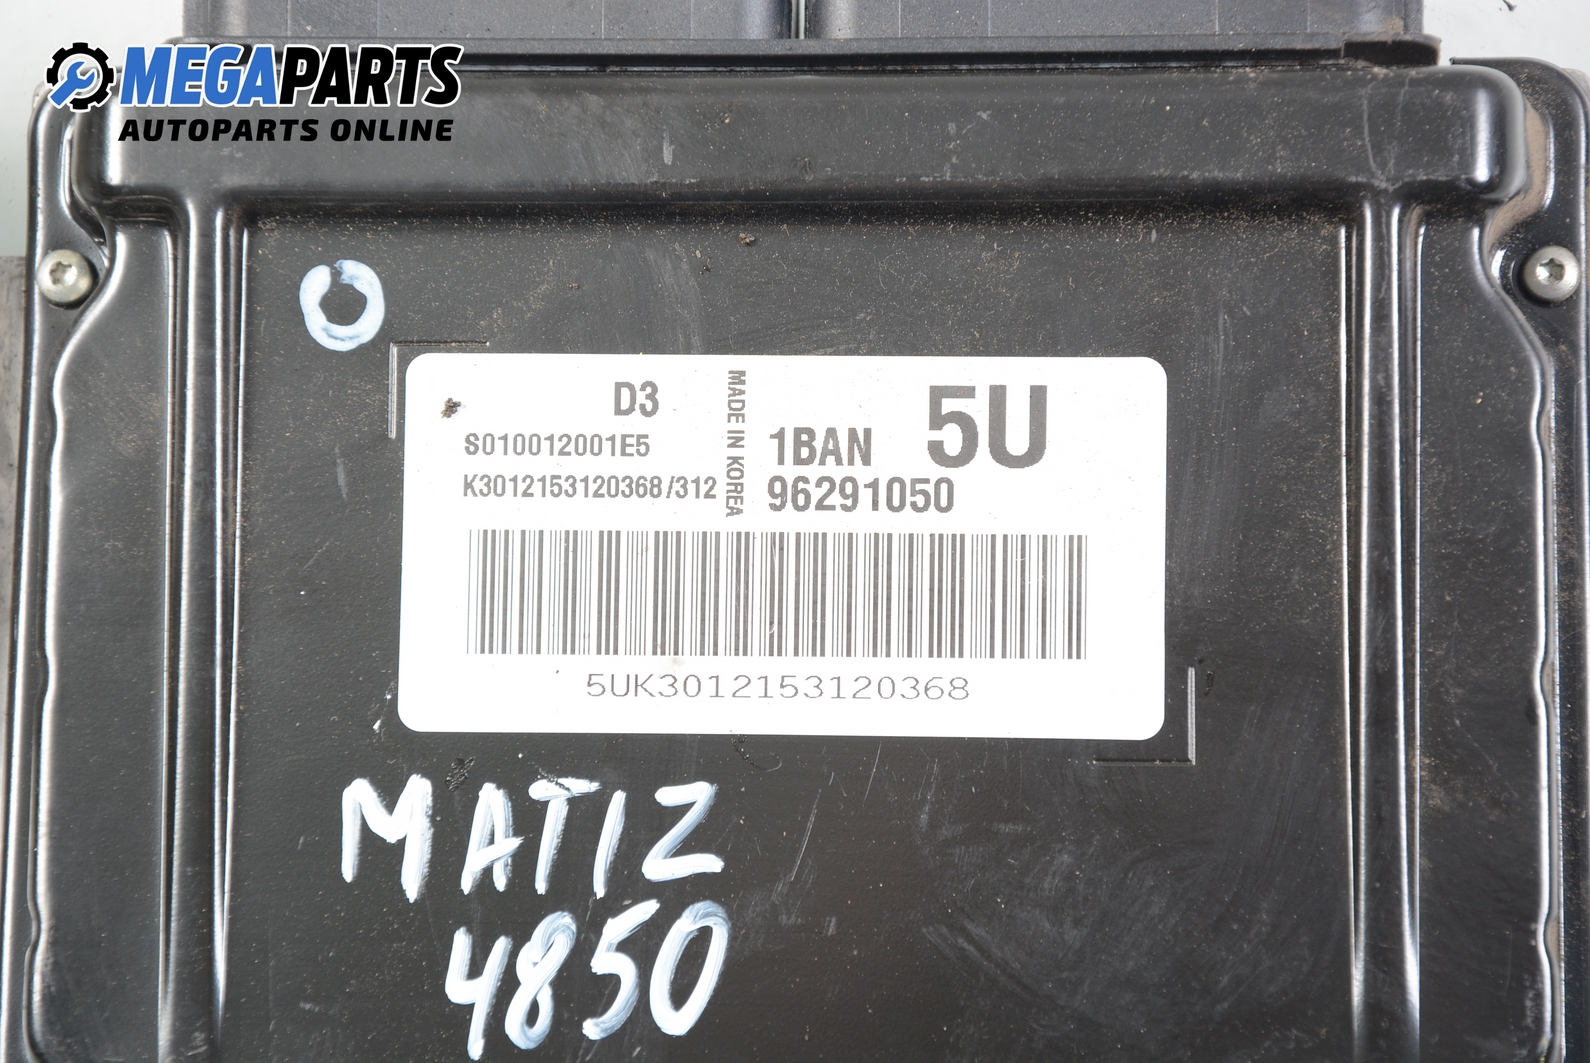 MEGAPARTS
AUTOPARTS ONLINE
D3
S010012001E5
K3012153120368/312
MADE IN KOREA
1BAN 5U
96291050
5UK3012153120368
MATIZ
4850